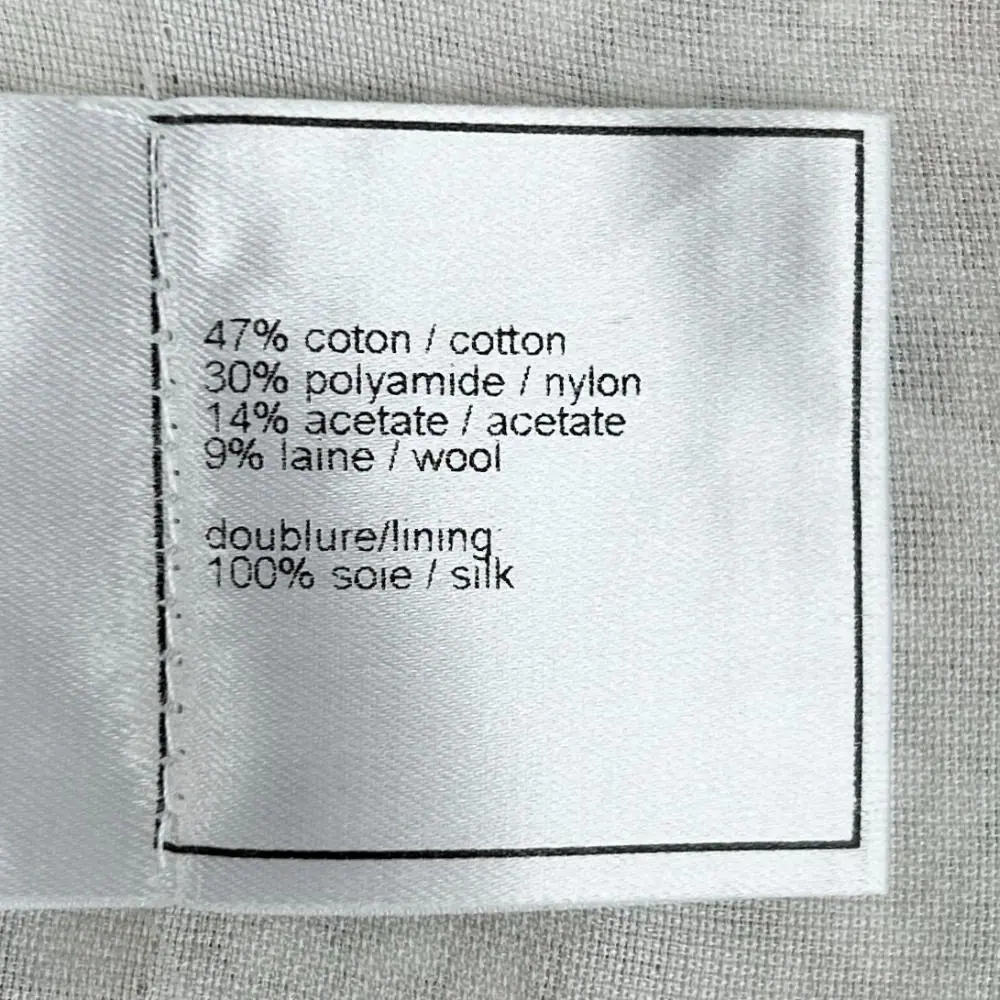 47% coton / cotton
30% polyamide / nylon
14% acetate / acetate
9% laine / wool
doublure/lining
100% soie / silk